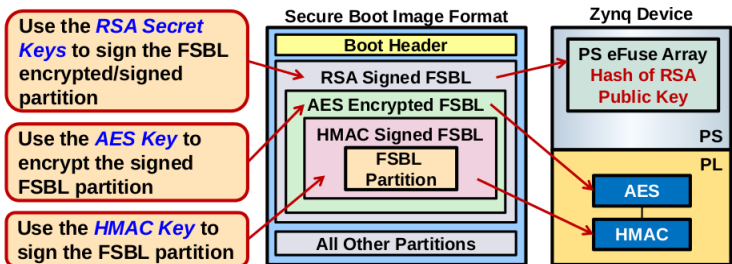 Use the RSA Secret
Keys to sign the FSBL
encrypted/signed
partition
Use the AES Key to
encrypt the signed
FSBL partition
Use the HMAC Key to
sign the FSBL partition
Secure Boot Image Format
Boot Header
RSA Signed FSBL
AES Encrypted FSBL
HMAC Signed FSBL
FSBL
Partition
All Other Partitions
Zynq Device
PS eFuse Array
Hash of RSA
Public Key
PS
PL
AES
HMAC